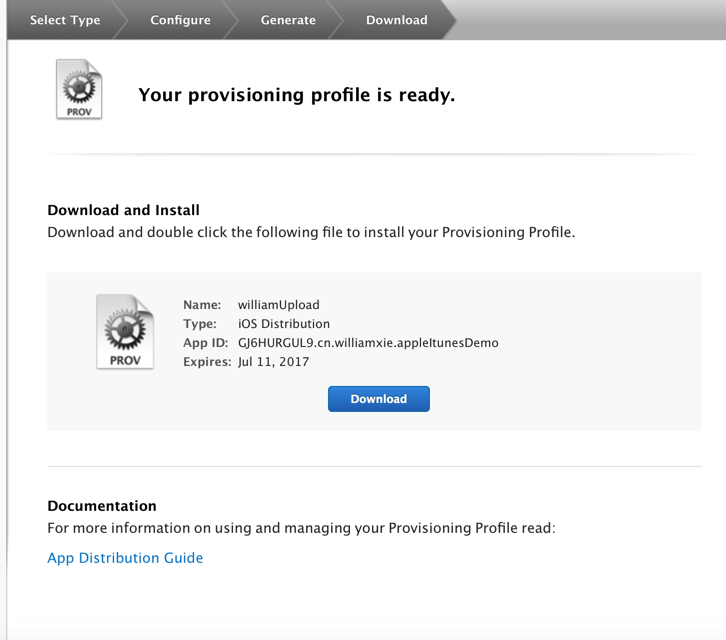 Select Type
Configure
Generate
Download
PROV
Your provisioning profile is ready.
Download and Install
Download and double click the following file to install your Provisioning Profile.
PROV
Name: williamUpload
Type: iOS Distribution
App ID: GJ6HURGUL9.cn.williamxie.appleItunesDemo
Expires: Jul 11, 2017
Download
Documentation
For more information on using and managing your Provisioning Profile read:
App Distribution Guide